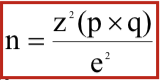 n = z²(p × q) / e²